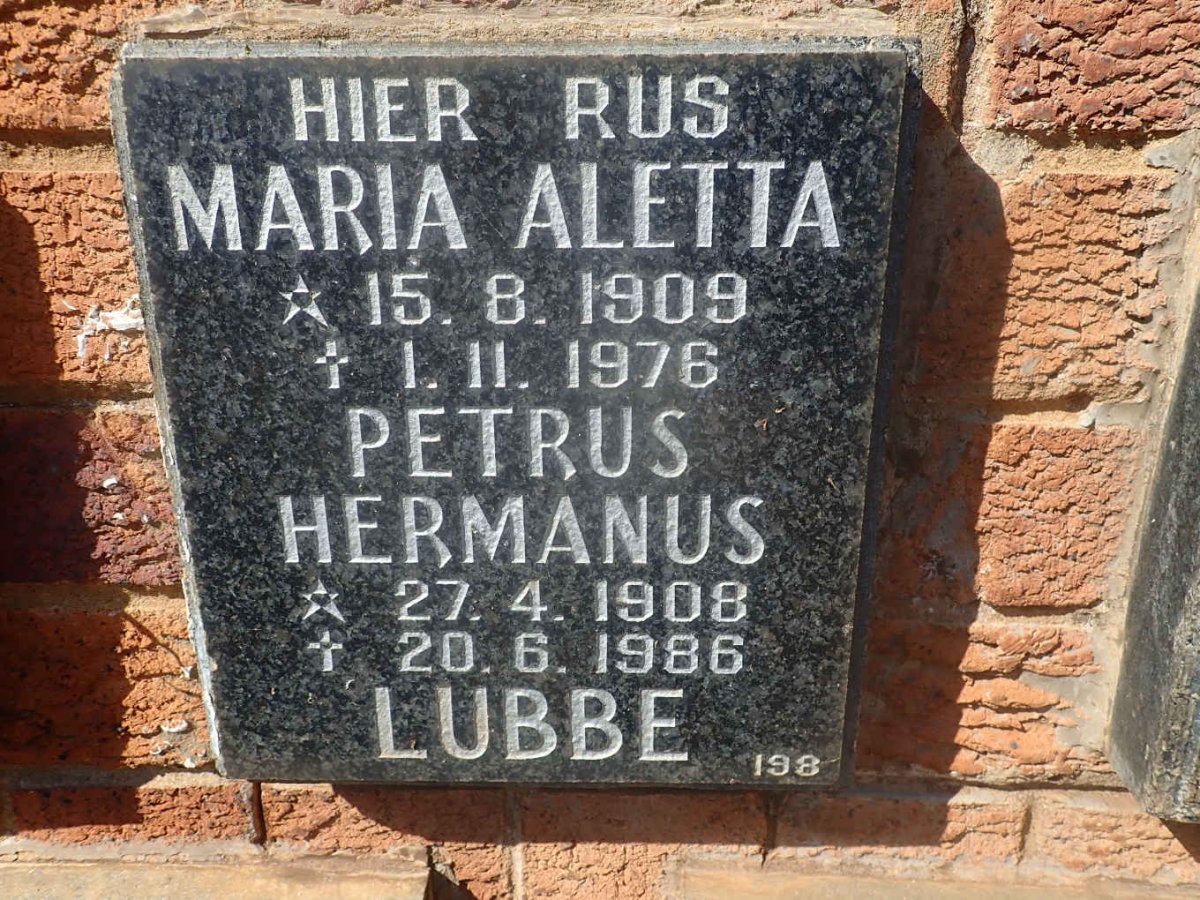 HIER RUS
MARIA ALETTA
☆ 15. 8. 1909
✝ 1. 11. 1976
PETRUS
HERMANUS
☆ 27. 4. 1908
✝ 20. 6. 1986
LUBBE
198